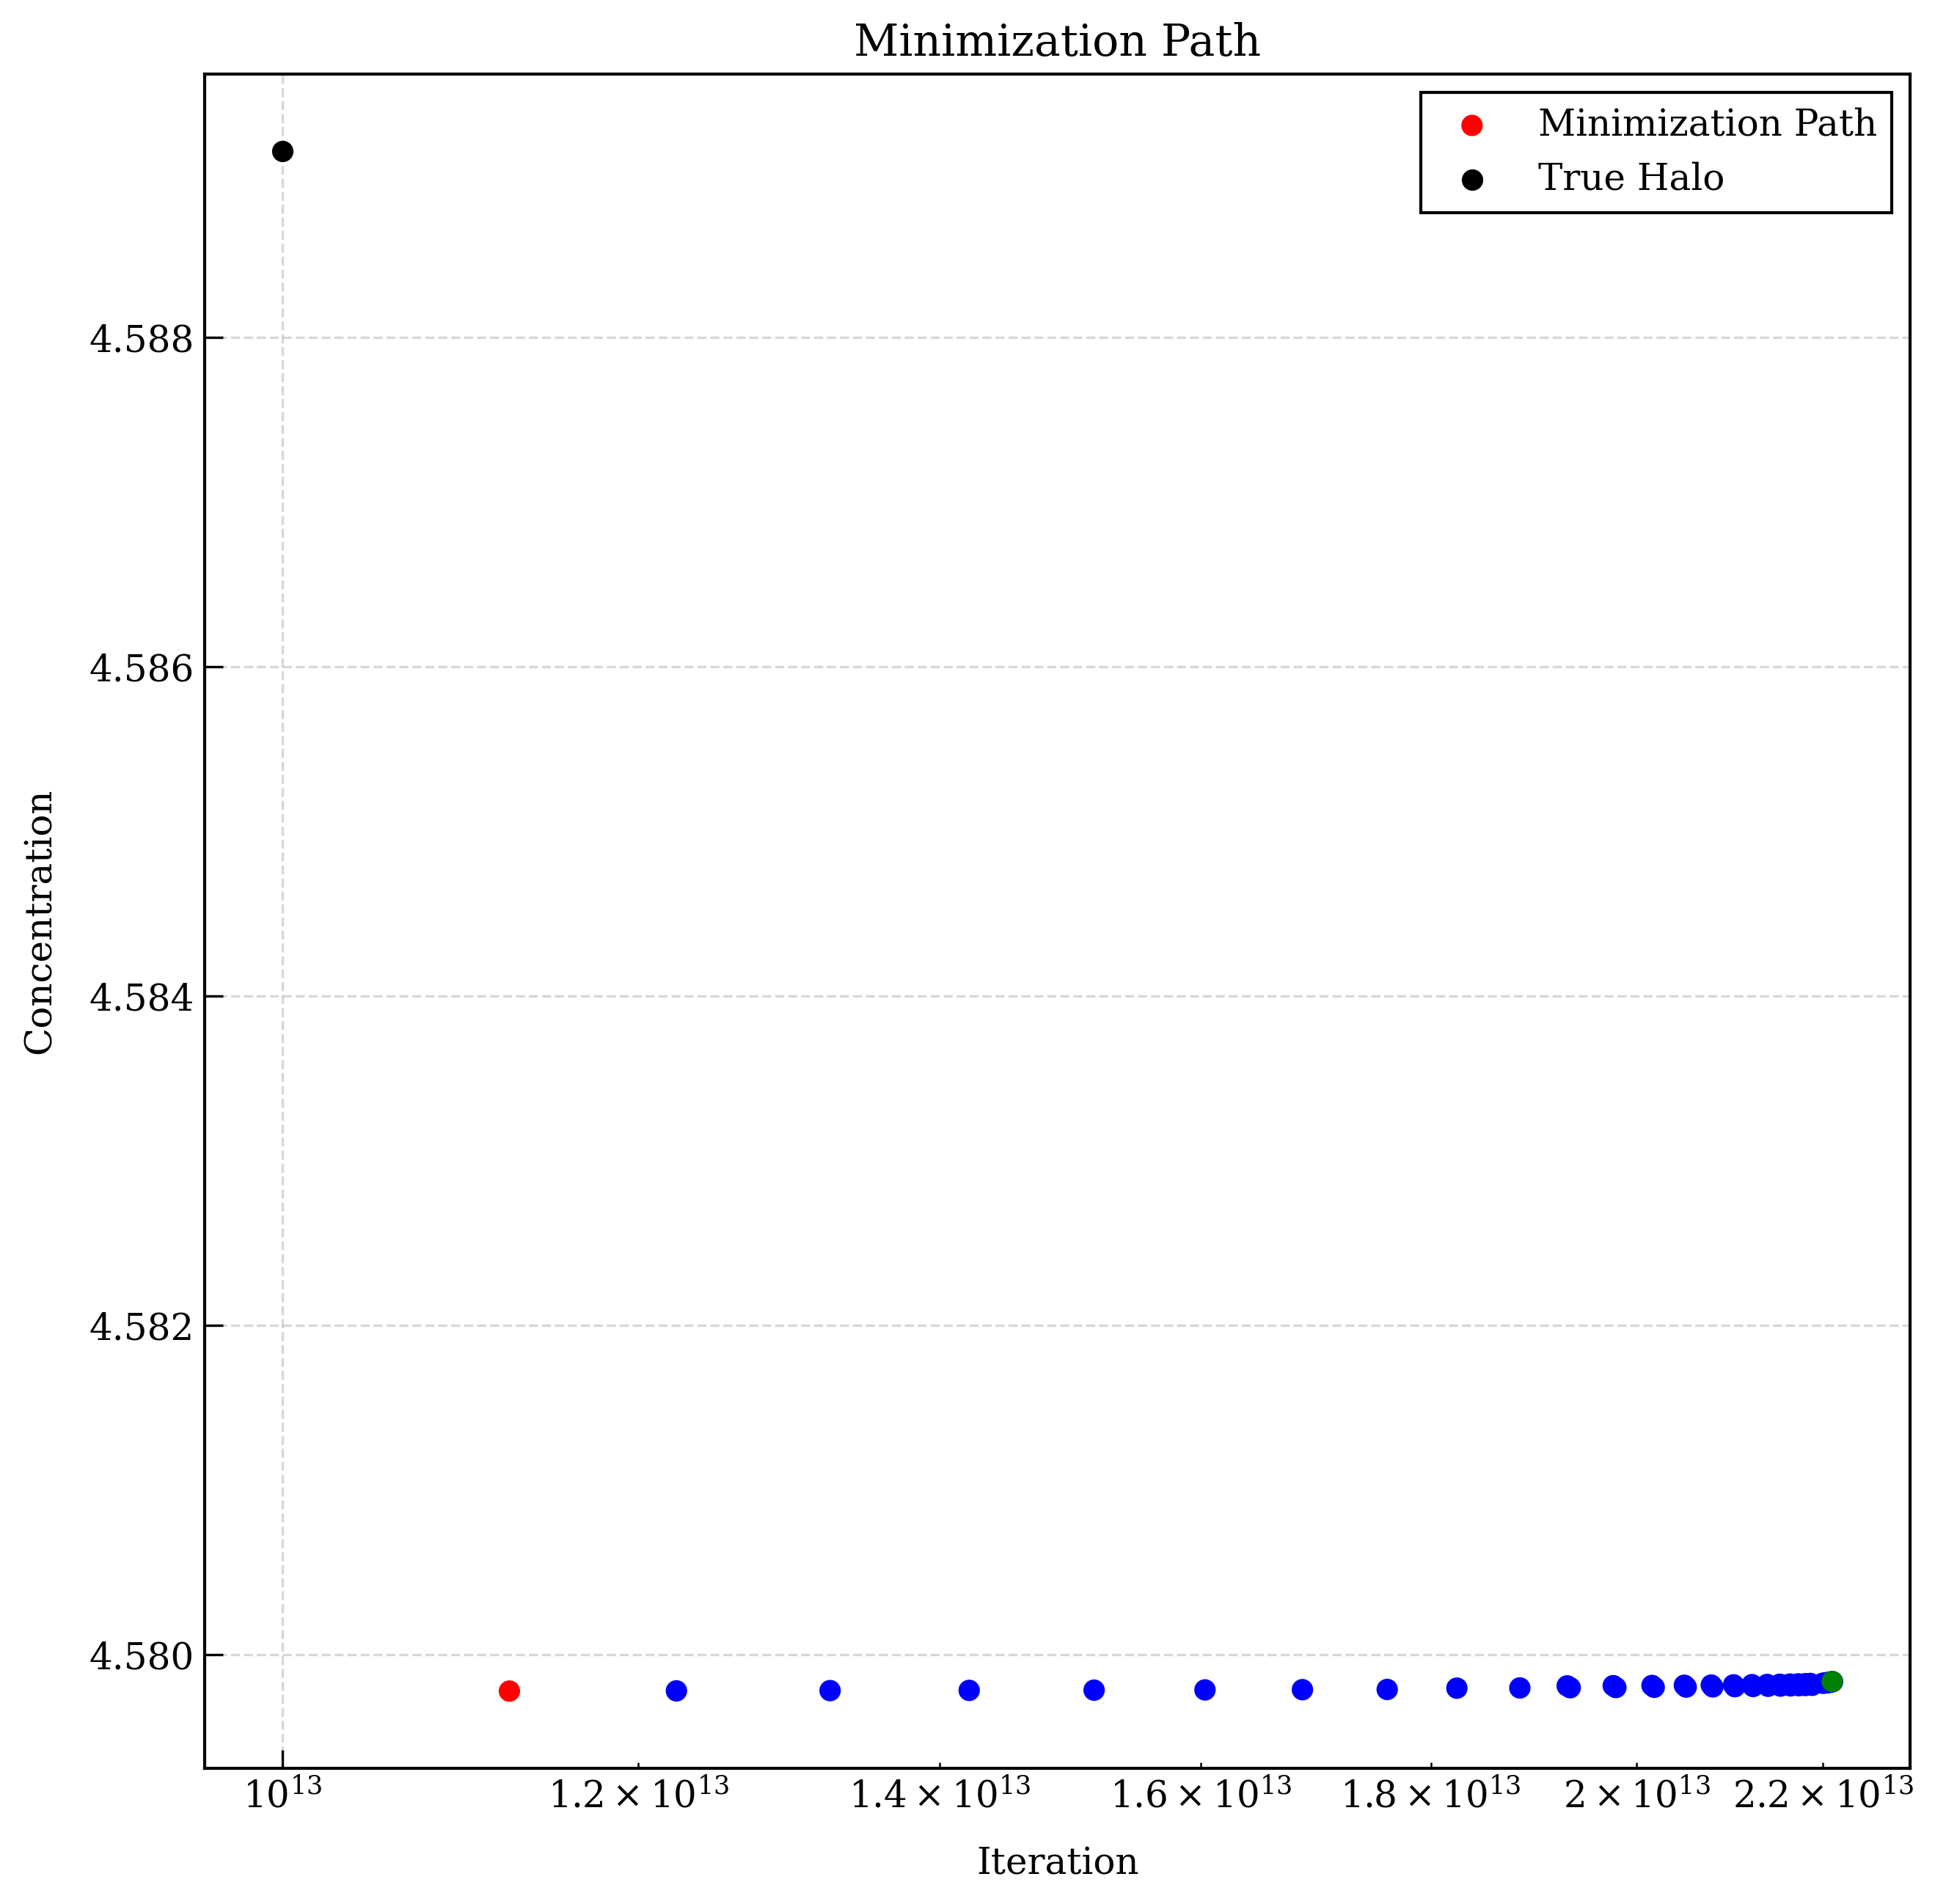 Minimization Path
Minimization Path
True Halo
4.588
4.586
4.584
4.582
4.580
Concentration
10¹³
1.2 × 10¹³
1.4 × 10¹³
1.6 × 10¹³
1.8 × 10¹³
2 × 10¹³
2.2 × 10¹³
Iteration